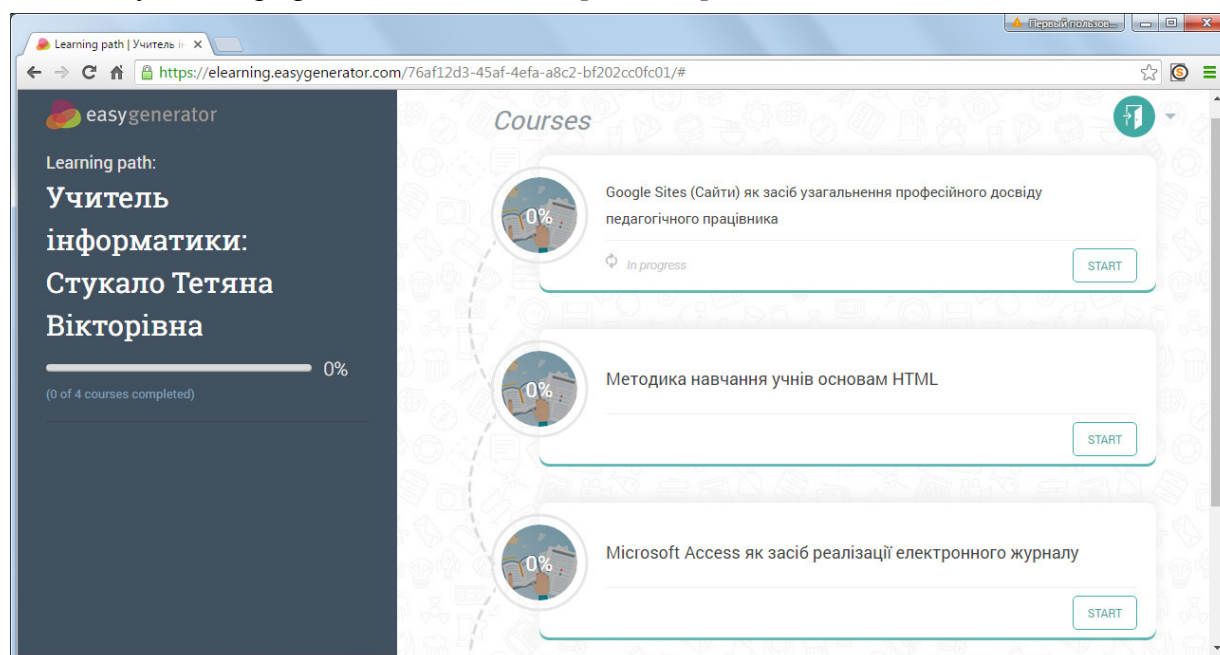 Первый пользов...
Learning path | Учитель ін
https://elearning.easygenerator.com/76af12d3-45af-4efa-a8c2-bf202cc0fc01/#
easygenerator
Learning path:
Учитель
інформатики:
Стукало Тетяна
Вікторівна
0%
(0 of 4 courses completed)
Courses
0%
Google Sites (Сайти) як засіб узагальнення професійного досвіду
педагогічного працівника
In progress
START
0%
Методика навчання учнів основам HTML
START
0%
Microsoft Access як засіб реалізації електронного журналу
START